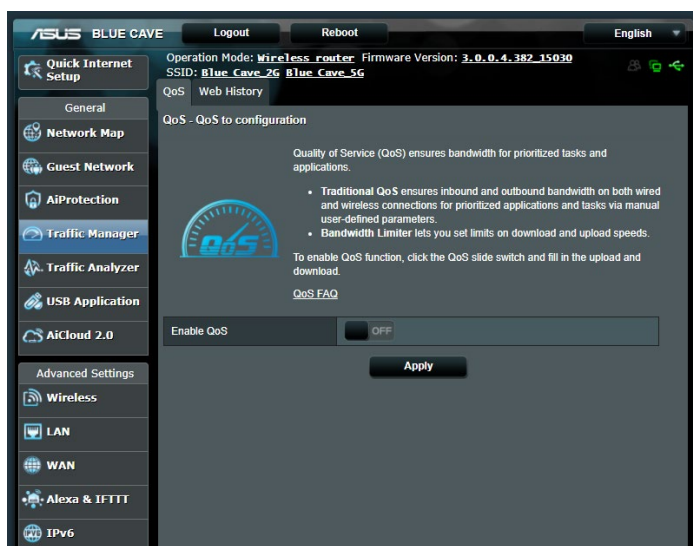 ASUS BLUE CAVE
Logout
Reboot
English
Quick Internet
Setup
Operation Mode: Wireless router Firmware Version: 3.0.0.4.382_15030
SSID: Blue Cave_2G Blue Cave_5G
QoS
Web History
General
Network Map
Guest Network
AiProtection
Traffic Manager
Traffic Analyzer
USB Application
AiCloud 2.0
Advanced Settings
Wireless
LAN
WAN
Alexa & IFTTT
IPv6
QoS - QoS to configuration
QoS
Quality of Service (QoS) ensures bandwidth for prioritized tasks and
applications.
• Traditional QoS ensures inbound and outbound bandwidth on both wired
and wireless connections for prioritized applications and tasks via manual
user-defined parameters.
• Bandwidth Limiter lets you set limits on download and upload speeds.
To enable QoS function, click the QoS slide switch and fill in the upload and
download.
QoS FAQ
Enable QoS
OFF
Apply